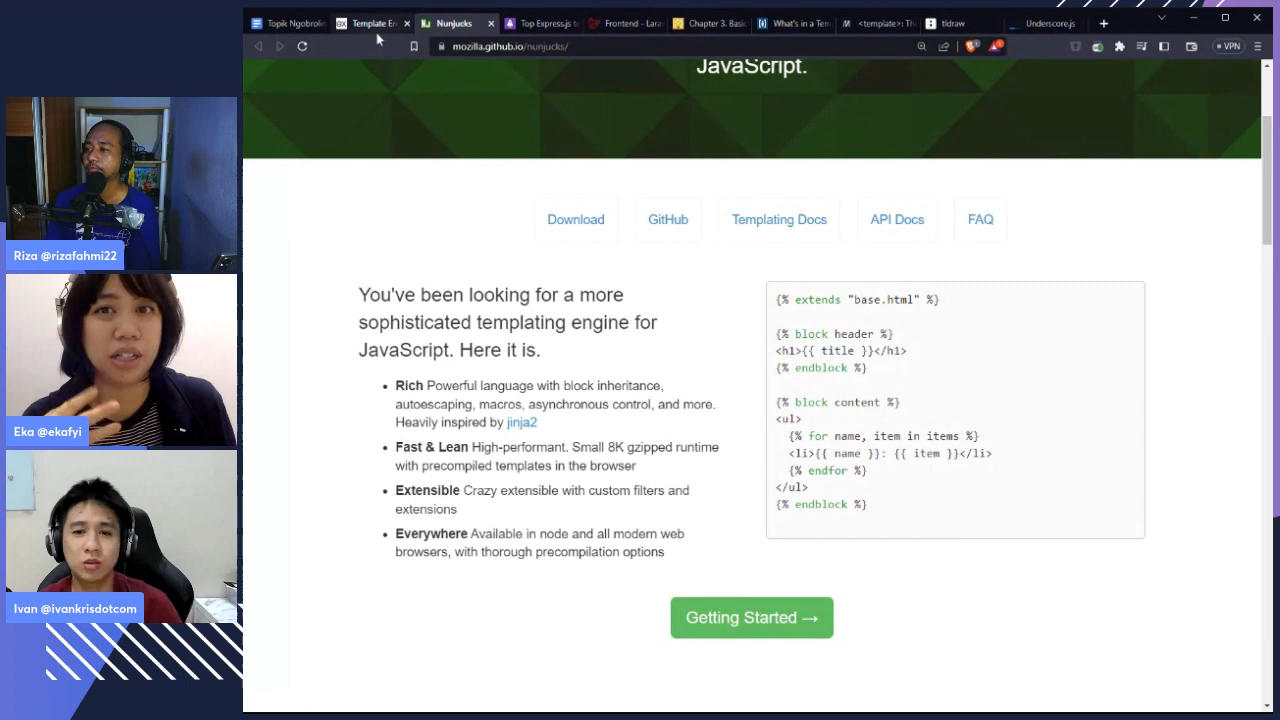 Topik Ngobrolin
Template En
Nunjucks
Top Express.js te
Frontend - Lara
Chapter 3. Basi
What's in a Tem
<template>: Th
tldraw
Underscore.js
mozilla.github.io/nunjucks/
VPN
JavaScript.
Download
GitHub
Templating Docs
API Docs
FAQ
You've been looking for a more
sophisticated templating engine for
JavaScript. Here it is.
Rich Powerful language with block inheritance,
autoescaping, macros, asynchronous control, and more.
Heavily inspired by jinja2
Fast & Lean High-performant. Small 8K gzipped runtime
with precompiled templates in the browser
Extensible Crazy extensible with custom filters and
extensions
Everywhere Available in node and all modern web
browsers, with thorough precompilation options
{% extends "base.html" %}
{% block header %}
<h1>{{ title }}</h1>
{% endblock %}
{% block content %}
<ul>
{% for name, item in items %}
<li>{{ name }}: {{ item }}</li>
{% endfor %}
</ul>
{% endblock %}
Getting Started →
Riza @rizafahmi22
Eka @ekafyi
Ivan @ivankrisdotcom